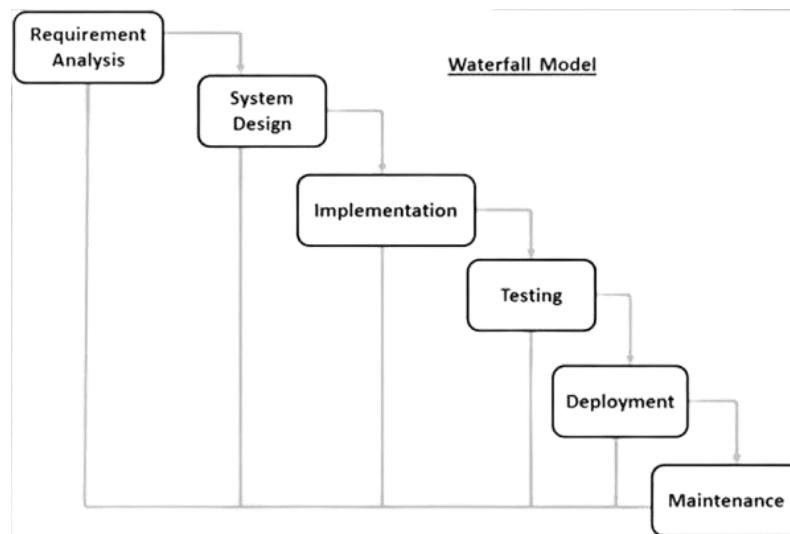 Requirement
Analysis
Waterfall Model
System
Design
Implementation
Testing
Deployment
Maintenance